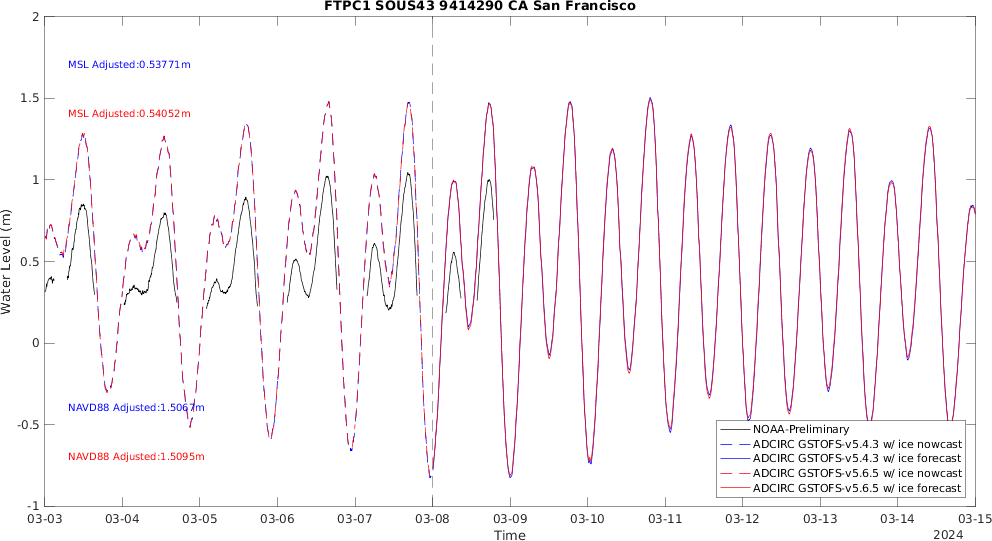 FTPC1 SOUS43 9414290 CA San Francisco
2
1.5
1
0.5
0
-0.5
-1
Water Level (m)
MSL Adjusted:0.53771m
MSL Adjusted:0.54052m
NAVD88 Adjusted:1.5067m
NAVD88 Adjusted:1.5095m
NOAA-Preliminary
ADCIRC GSTOFS-v5.4.3 w/ ice nowcast
ADCIRC GSTOFS-v5.4.3 w/ ice forecast
ADCIRC GSTOFS-v5.6.5 w/ ice nowcast
ADCIRC GSTOFS-v5.6.5 w/ ice forecast
03-03 03-04 03-05 03-06 03-07 03-08 03-09 03-10 03-11 03-12 03-13 03-14 03-15
Time
2024